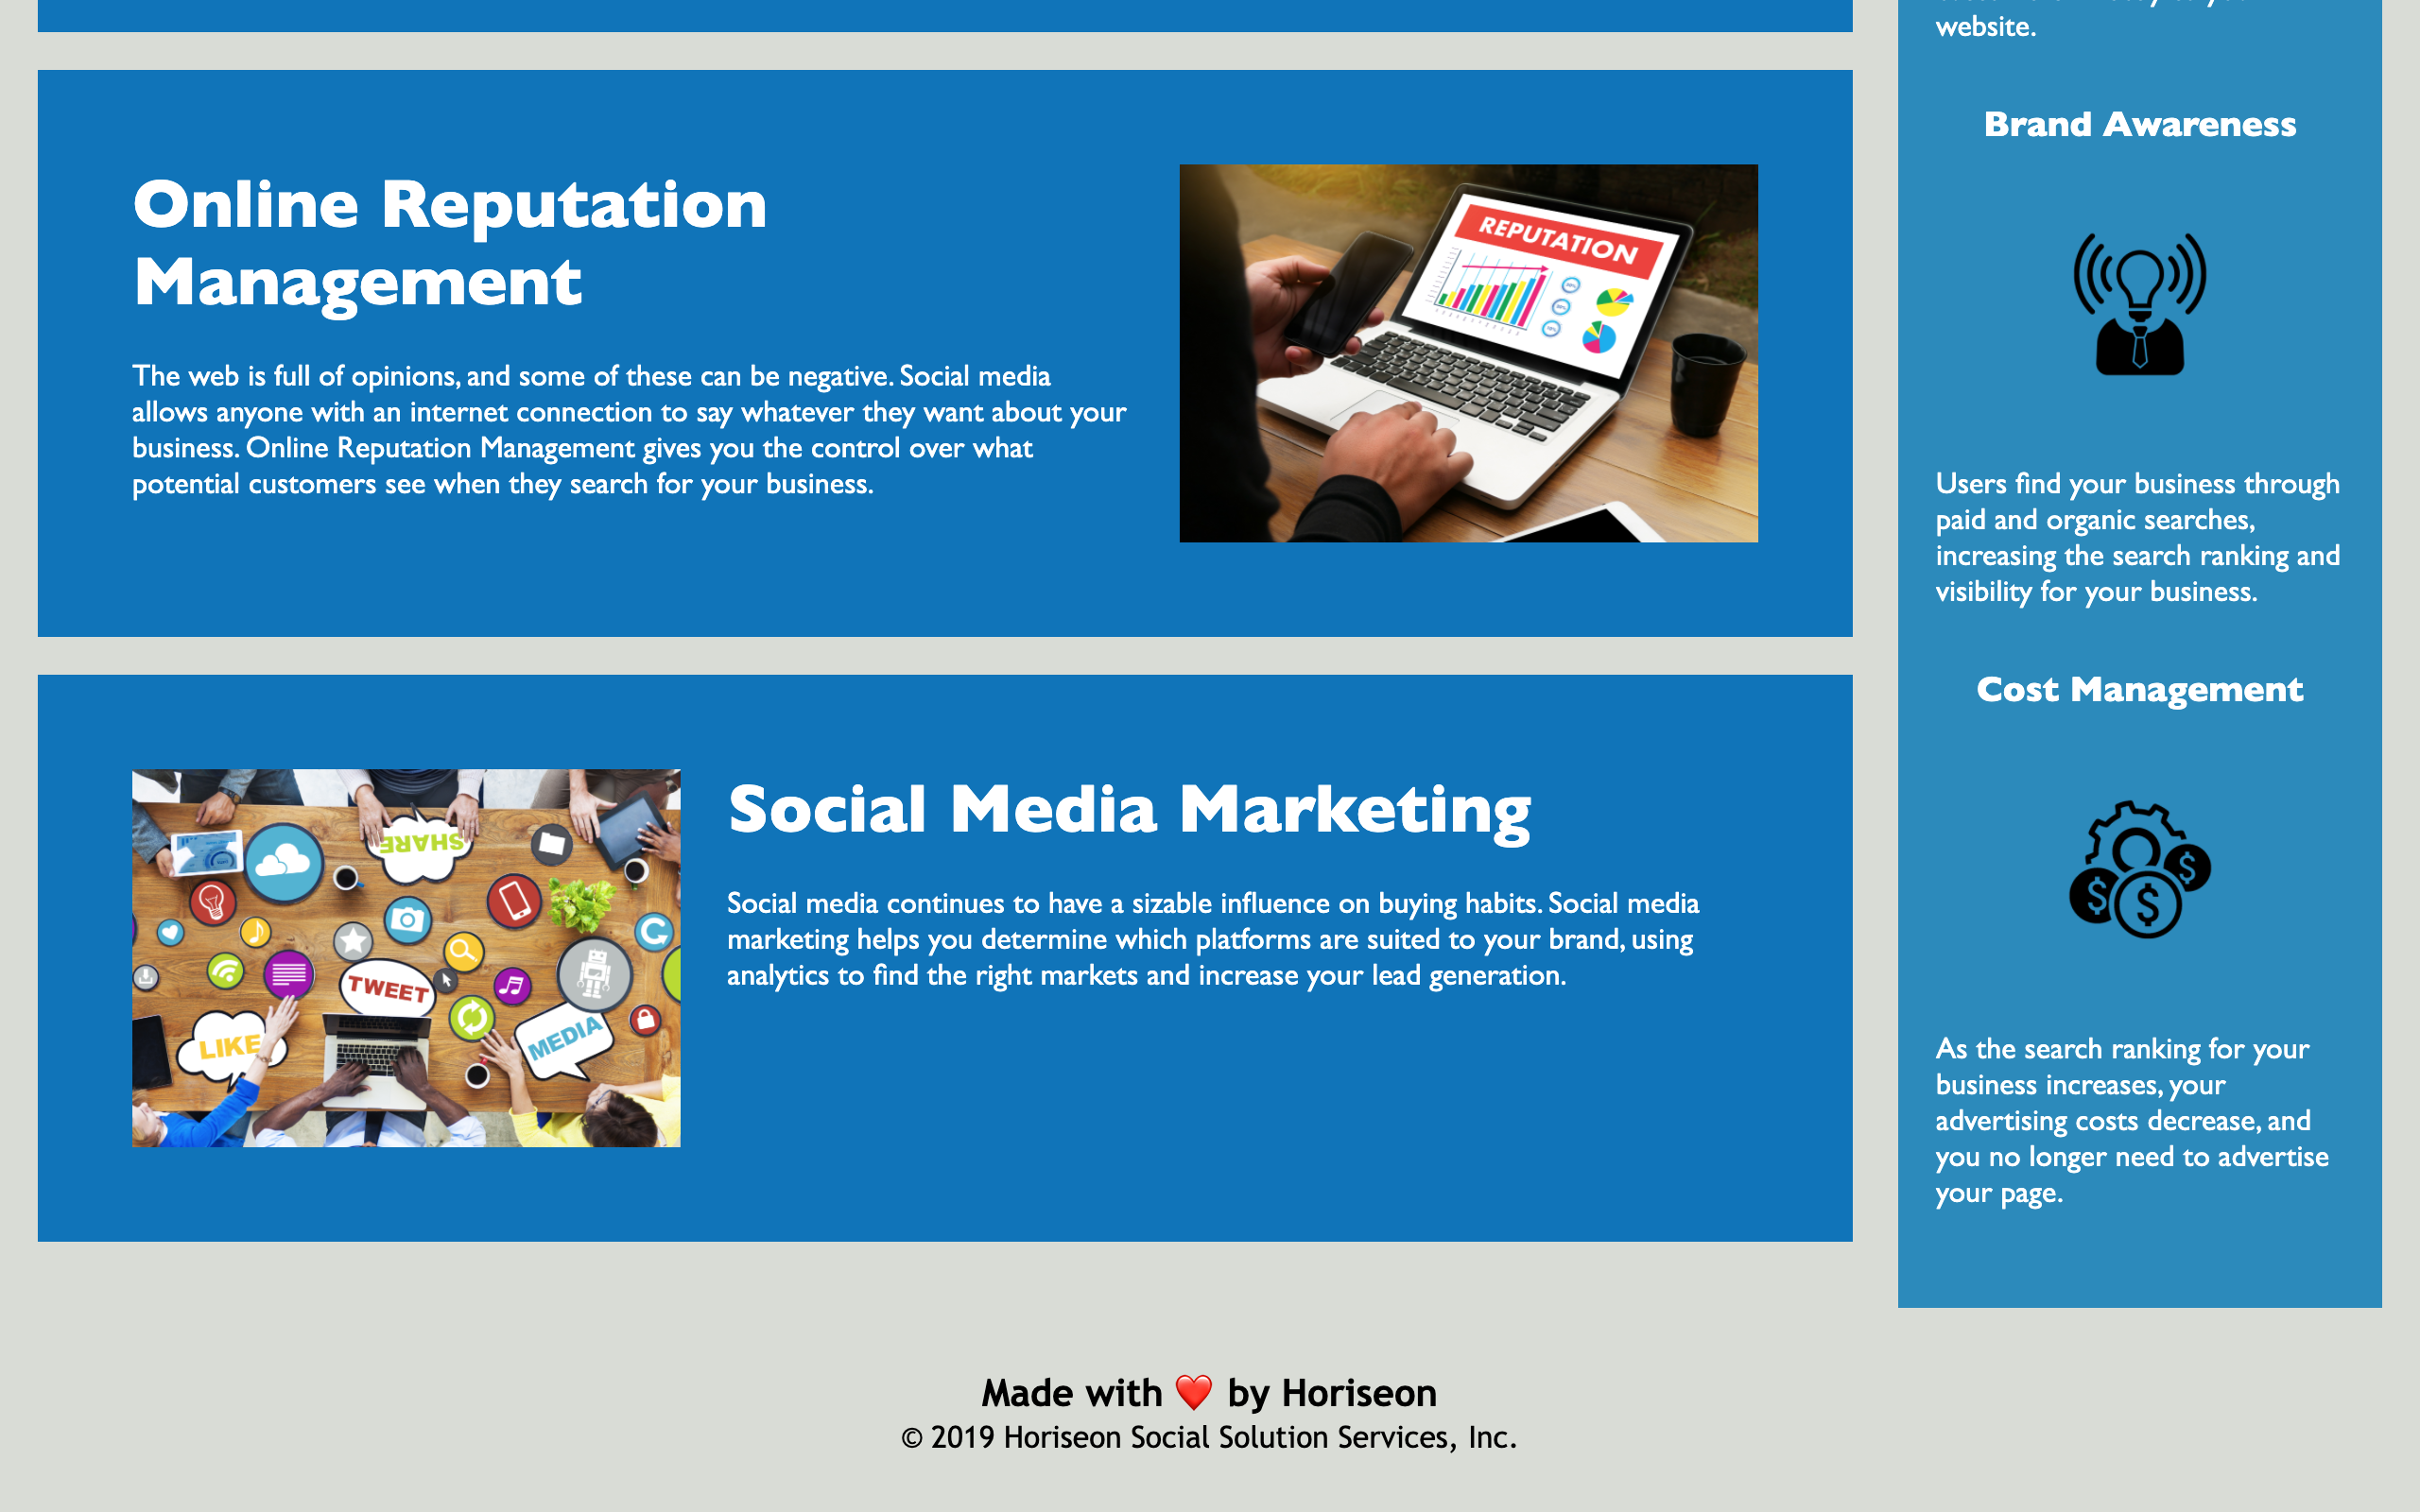 Online Reputation
Management
The web is full of opinions, and some of these can be negative. Social media
allows anyone with an internet connection to say whatever they want about your
business. Online Reputation Management gives you the control over what
potential customers see when they search for your business.
REPUTATION
SHARE
TWEET
LIKE
MEDIA
Social Media Marketing
Social media continues to have a sizable influence on buying habits. Social media
marketing helps you determine which platforms are suited to your brand, using
analytics to find the right markets and increase your lead generation.
website.
Brand Awareness
Users find your business through
paid and organic searches,
increasing the search ranking and
visibility for your business.
Cost Management
$ $ $
As the search ranking for your
business increases, your
advertising costs decrease, and
you no longer need to advertise
your page.
Made with ❤️ by Horiseon
© 2019 Horiseon Social Solution Services, Inc.